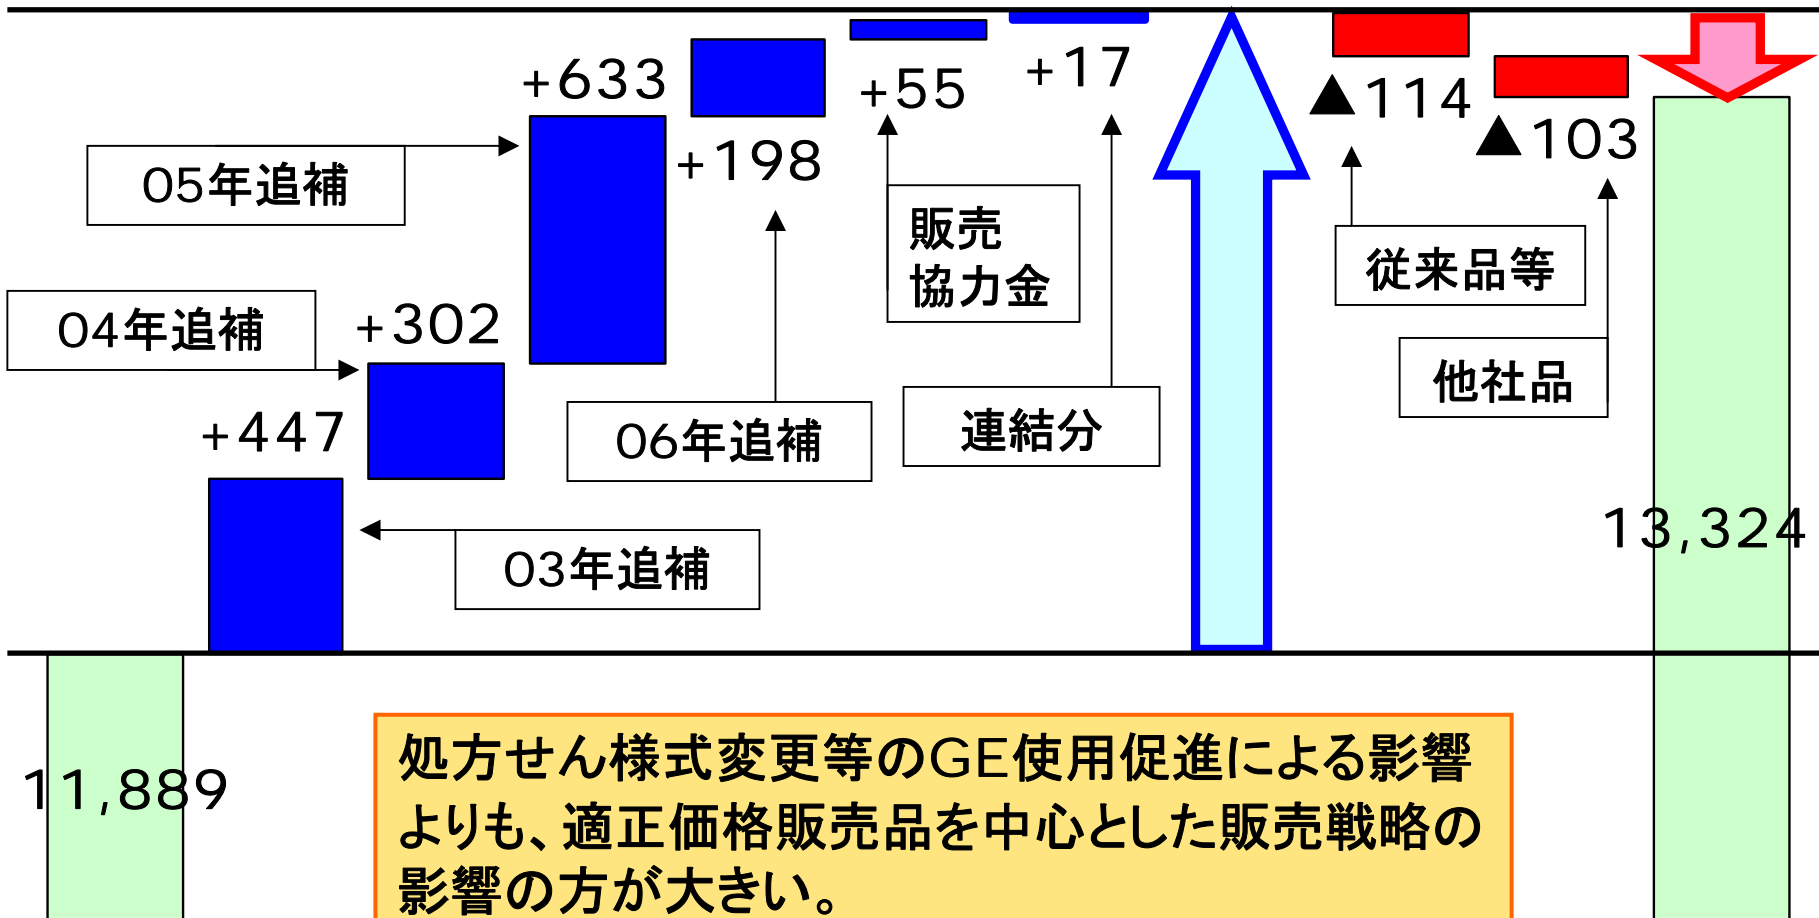 +633
+198
+55
+17
▲114
▲103
05年追補
販売
協力金
従来品等
04年追補
+302
他社品
+447
06年追補
連結分
03年追補
13,324
11,889
処方せん様式変更等のGE使用促進による影響
よりも、適正価格販売品を中心とした販売戦略の
影響の方が大きい。